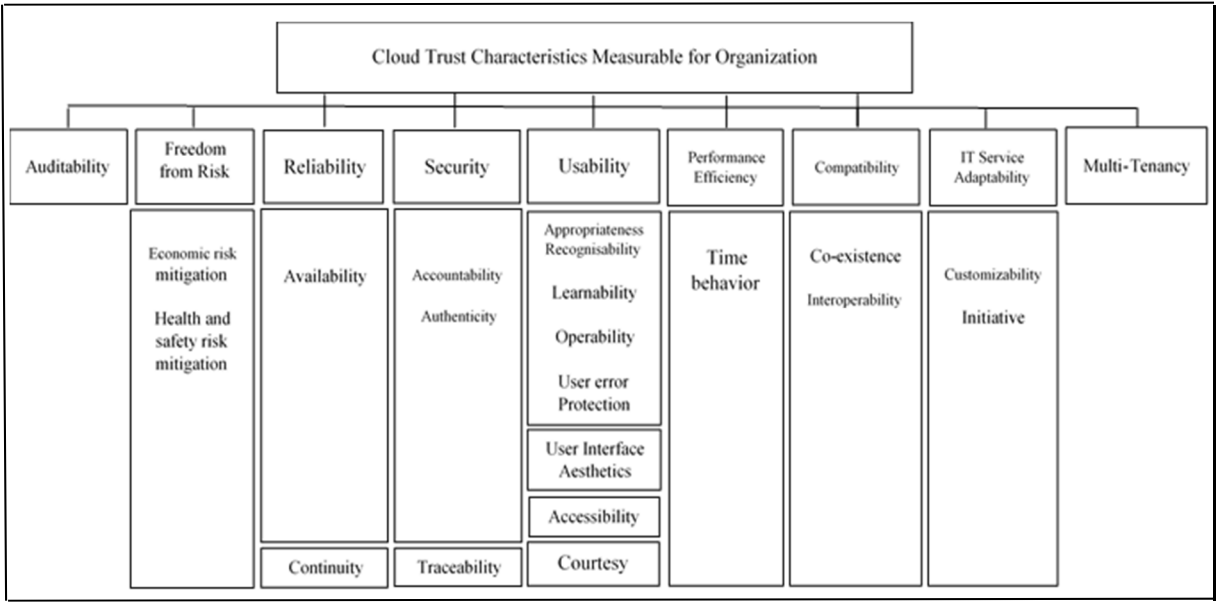 Cloud Trust Characteristics Measurable for Organization
Auditability
Freedom
from Risk
Reliability
Security
Usability
Performance
Efficiency
Compatibility
IT Service
Adaptability
Multi-Tenancy
Economic risk
mitigation
Health and
safety risk
mitigation
Availability
Continuity
Accountability
Authenticity
Traceability
Appropriateness
Recognisability
Learnability
Operability
User error
Protection
User Interface
Aesthetics
Accessibility
Courtesy
Time
behavior
Co-existence
Interoperability
Customizability
Initiative